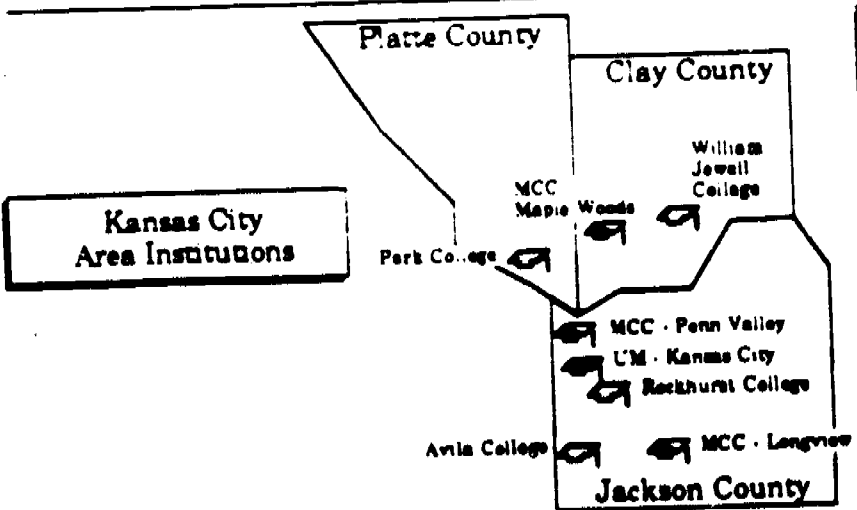 Platte County
Clay County
William
Jewell
College
MCC
Maple Woods
Kansas City
Area Institutions
Park College
MCC - Penn Valley
UM - Kansas City
Rockhurst College
Avila College
MCC - Longview
Jackson County